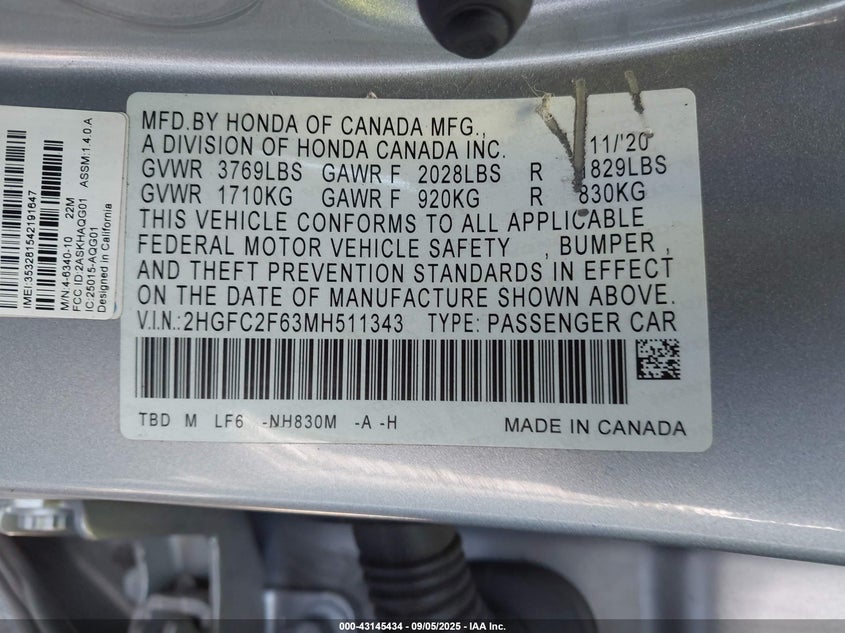 MFD.BY HONDA OF CANADA MFG.,
A DIVISION OF HONDA CANADA INC. 11/'20
GVWR 3769LBS GAWR F 2028LBS R 1829LBS
GVWR 1710KG GAWR F 920KG R 830KG
THIS VEHICLE CONFORMS TO ALL APPLICABLE
FEDERAL MOTOR VEHICLE SAFETY , BUMPER ,
AND THEFT PREVENTION STANDARDS IN EFFECT
ON THE DATE OF MANUFACTURE SHOWN ABOVE.
V.I.N.:2HGFC2F63MH511343 TYPE: PASSENGER CAR
TBD M LF6 -NH830M -A -H
MADE IN CANADA
IMEI:353281542191647
M/N:4-6340-10 22M
FCC ID:2ASKHAQG01 ASSM:1.4.0.A
IC:25015-AQG01
Designed in California
000-43145434 - 09/05/2025 - IAA Inc.